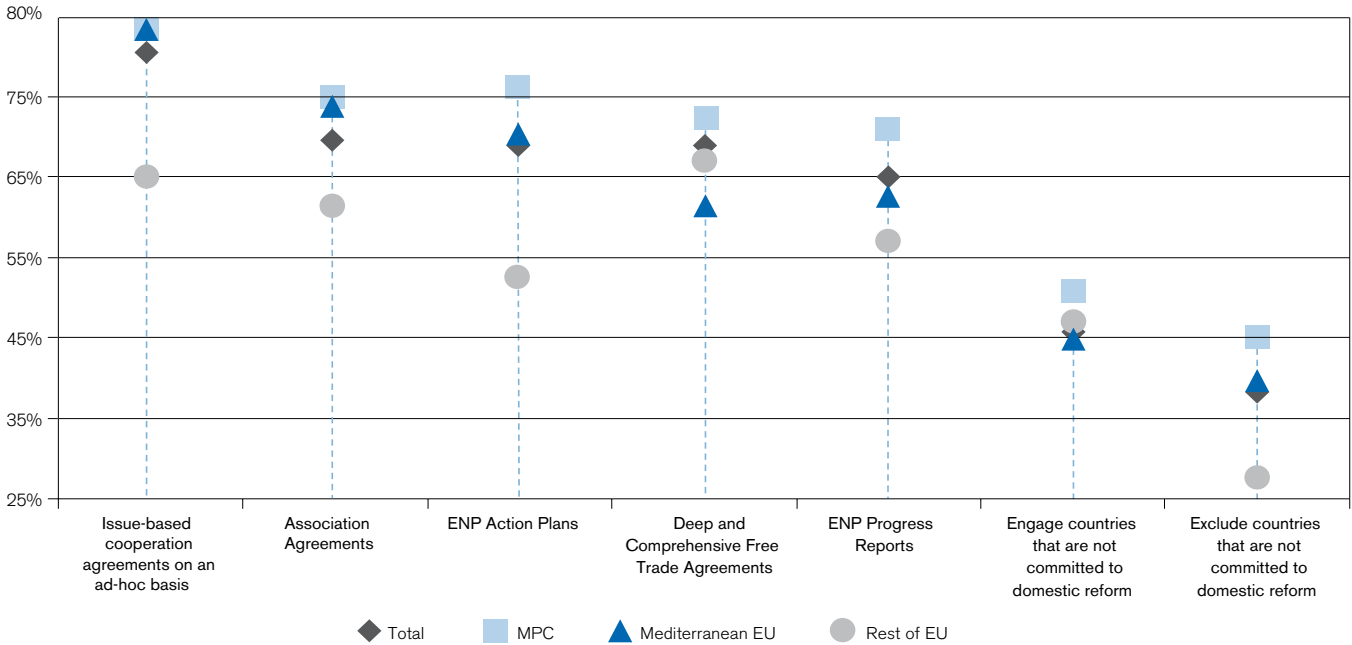 80%
75%
65%
55%
45%
35%
25%
Issue-based
cooperation
agreements on an
ad-hoc basis
Association
Agreements
ENP Action Plans
Deep and
Comprehensive Free
Trade Agreements
ENP Progress
Reports
Engage countries
that are not
committed to
domestic reform
Exclude countries
that are not
committed to
domestic reform
Total
MPC
Mediterranean EU
Rest of EU